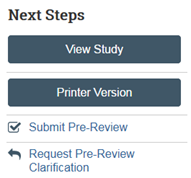 Next Steps
View Study
Printer Version
Submit Pre-Review
Request Pre-Review
Clarification